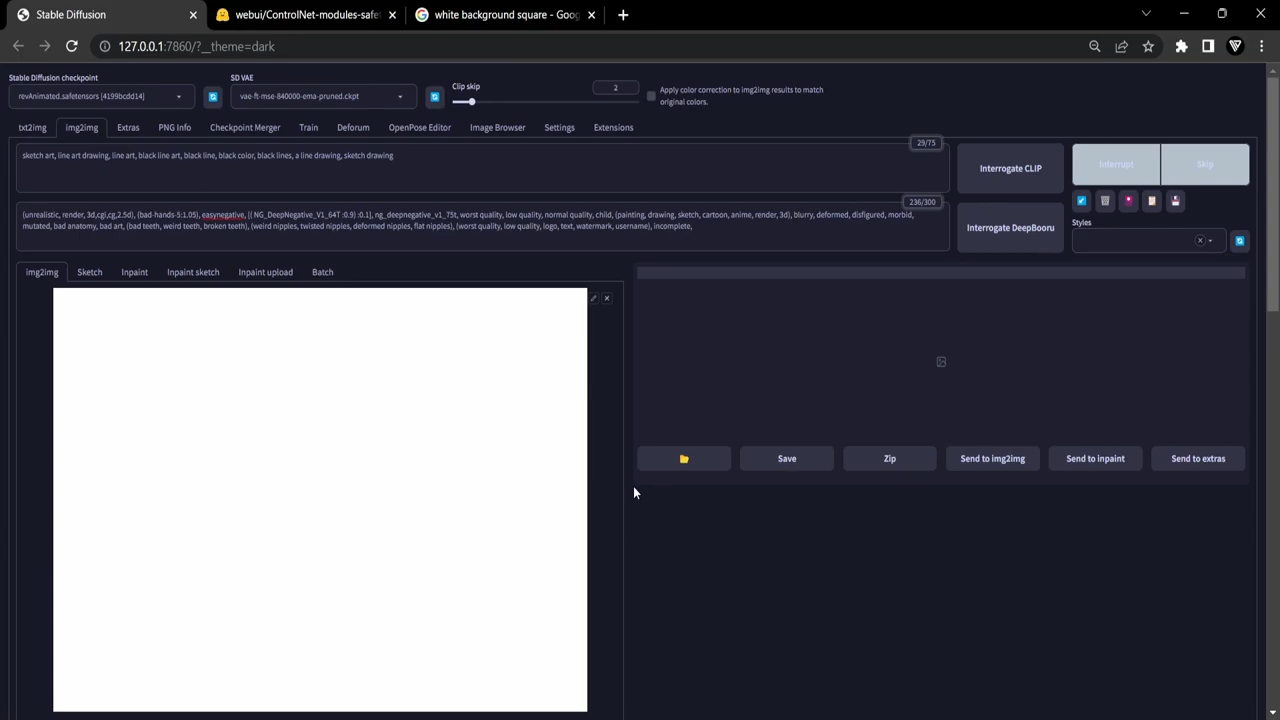 Stable Diffusion
webui/ControlNet-modules-safet
white background square - Goog
127.0.0.1:7860/?__theme=dark
Stable Diffusion checkpoint
SD VAE
Clip skip
2
revAnimated.safetensors [4199bcdd14]
vae-ft-mse-840000-ema-pruned.ckpt
Apply color correction to img2img results to match
original colors.
txt2img
img2img
Extras
PNG Info
Checkpoint Merger
Train
Deforum
OpenPose Editor
Image Browser
Settings
Extensions
29/75
sketch art, line art drawing, line art, black line art, black line, black color, black lines, a line drawing, sketch drawing
Interrogate CLIP
Interrupt
Skip
236/300
(unrealistic, render, 3d,cgi,cg,2.5d), (bad-hands-5:1.05), easynegative, [( NG_DeepNegative_V1_64T :0.9) :0.1], ng_deepnegative_v1_75t, worst quality, low quality, normal quality, child, (painting, drawing, sketch, cartoon, anime, render, 3d), blurry, deformed, disfigured, morbid,
mutated, bad anatomy, bad art, (bad teeth, weird teeth, broken teeth), (weird nipples, twisted nipples, deformed nipples, flat nipples), (worst quality, low quality, logo, text, watermark, username), incomplete,
Interrogate DeepBooru
Styles
img2img
Sketch
Inpaint
Inpaint sketch
Inpaint upload
Batch
Save
Zip
Send to img2img
Send to inpaint
Send to extras